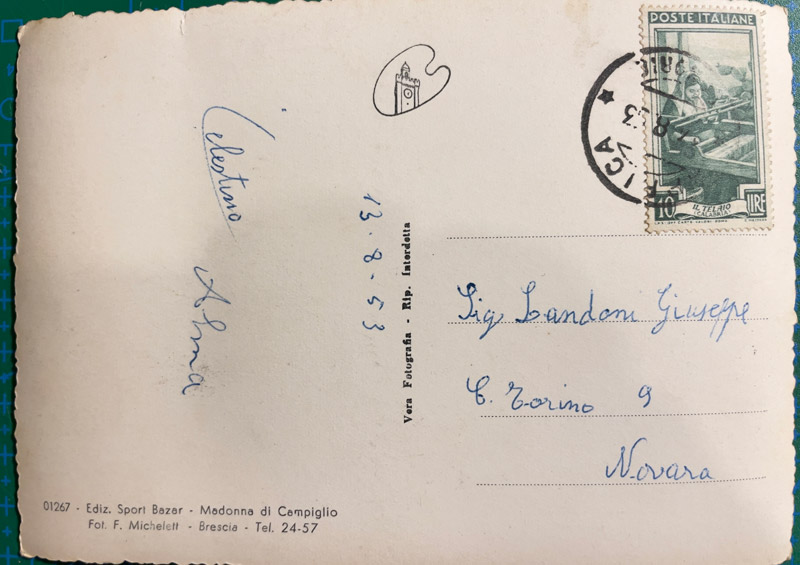 Celestino
Alma
13-8-53
Vera Fotografia - Rip. Interdetta
POSTE ITALIANE
10 LIRE
IL TELAIO
CALABRIA
Sig. Landoni Giuseppe
C. Torino 9
Novara
01267 - Ediz. Sport Bazar - Madonna di Campiglio
Fot. F. Michelett - Brescia - Tel. 24-57